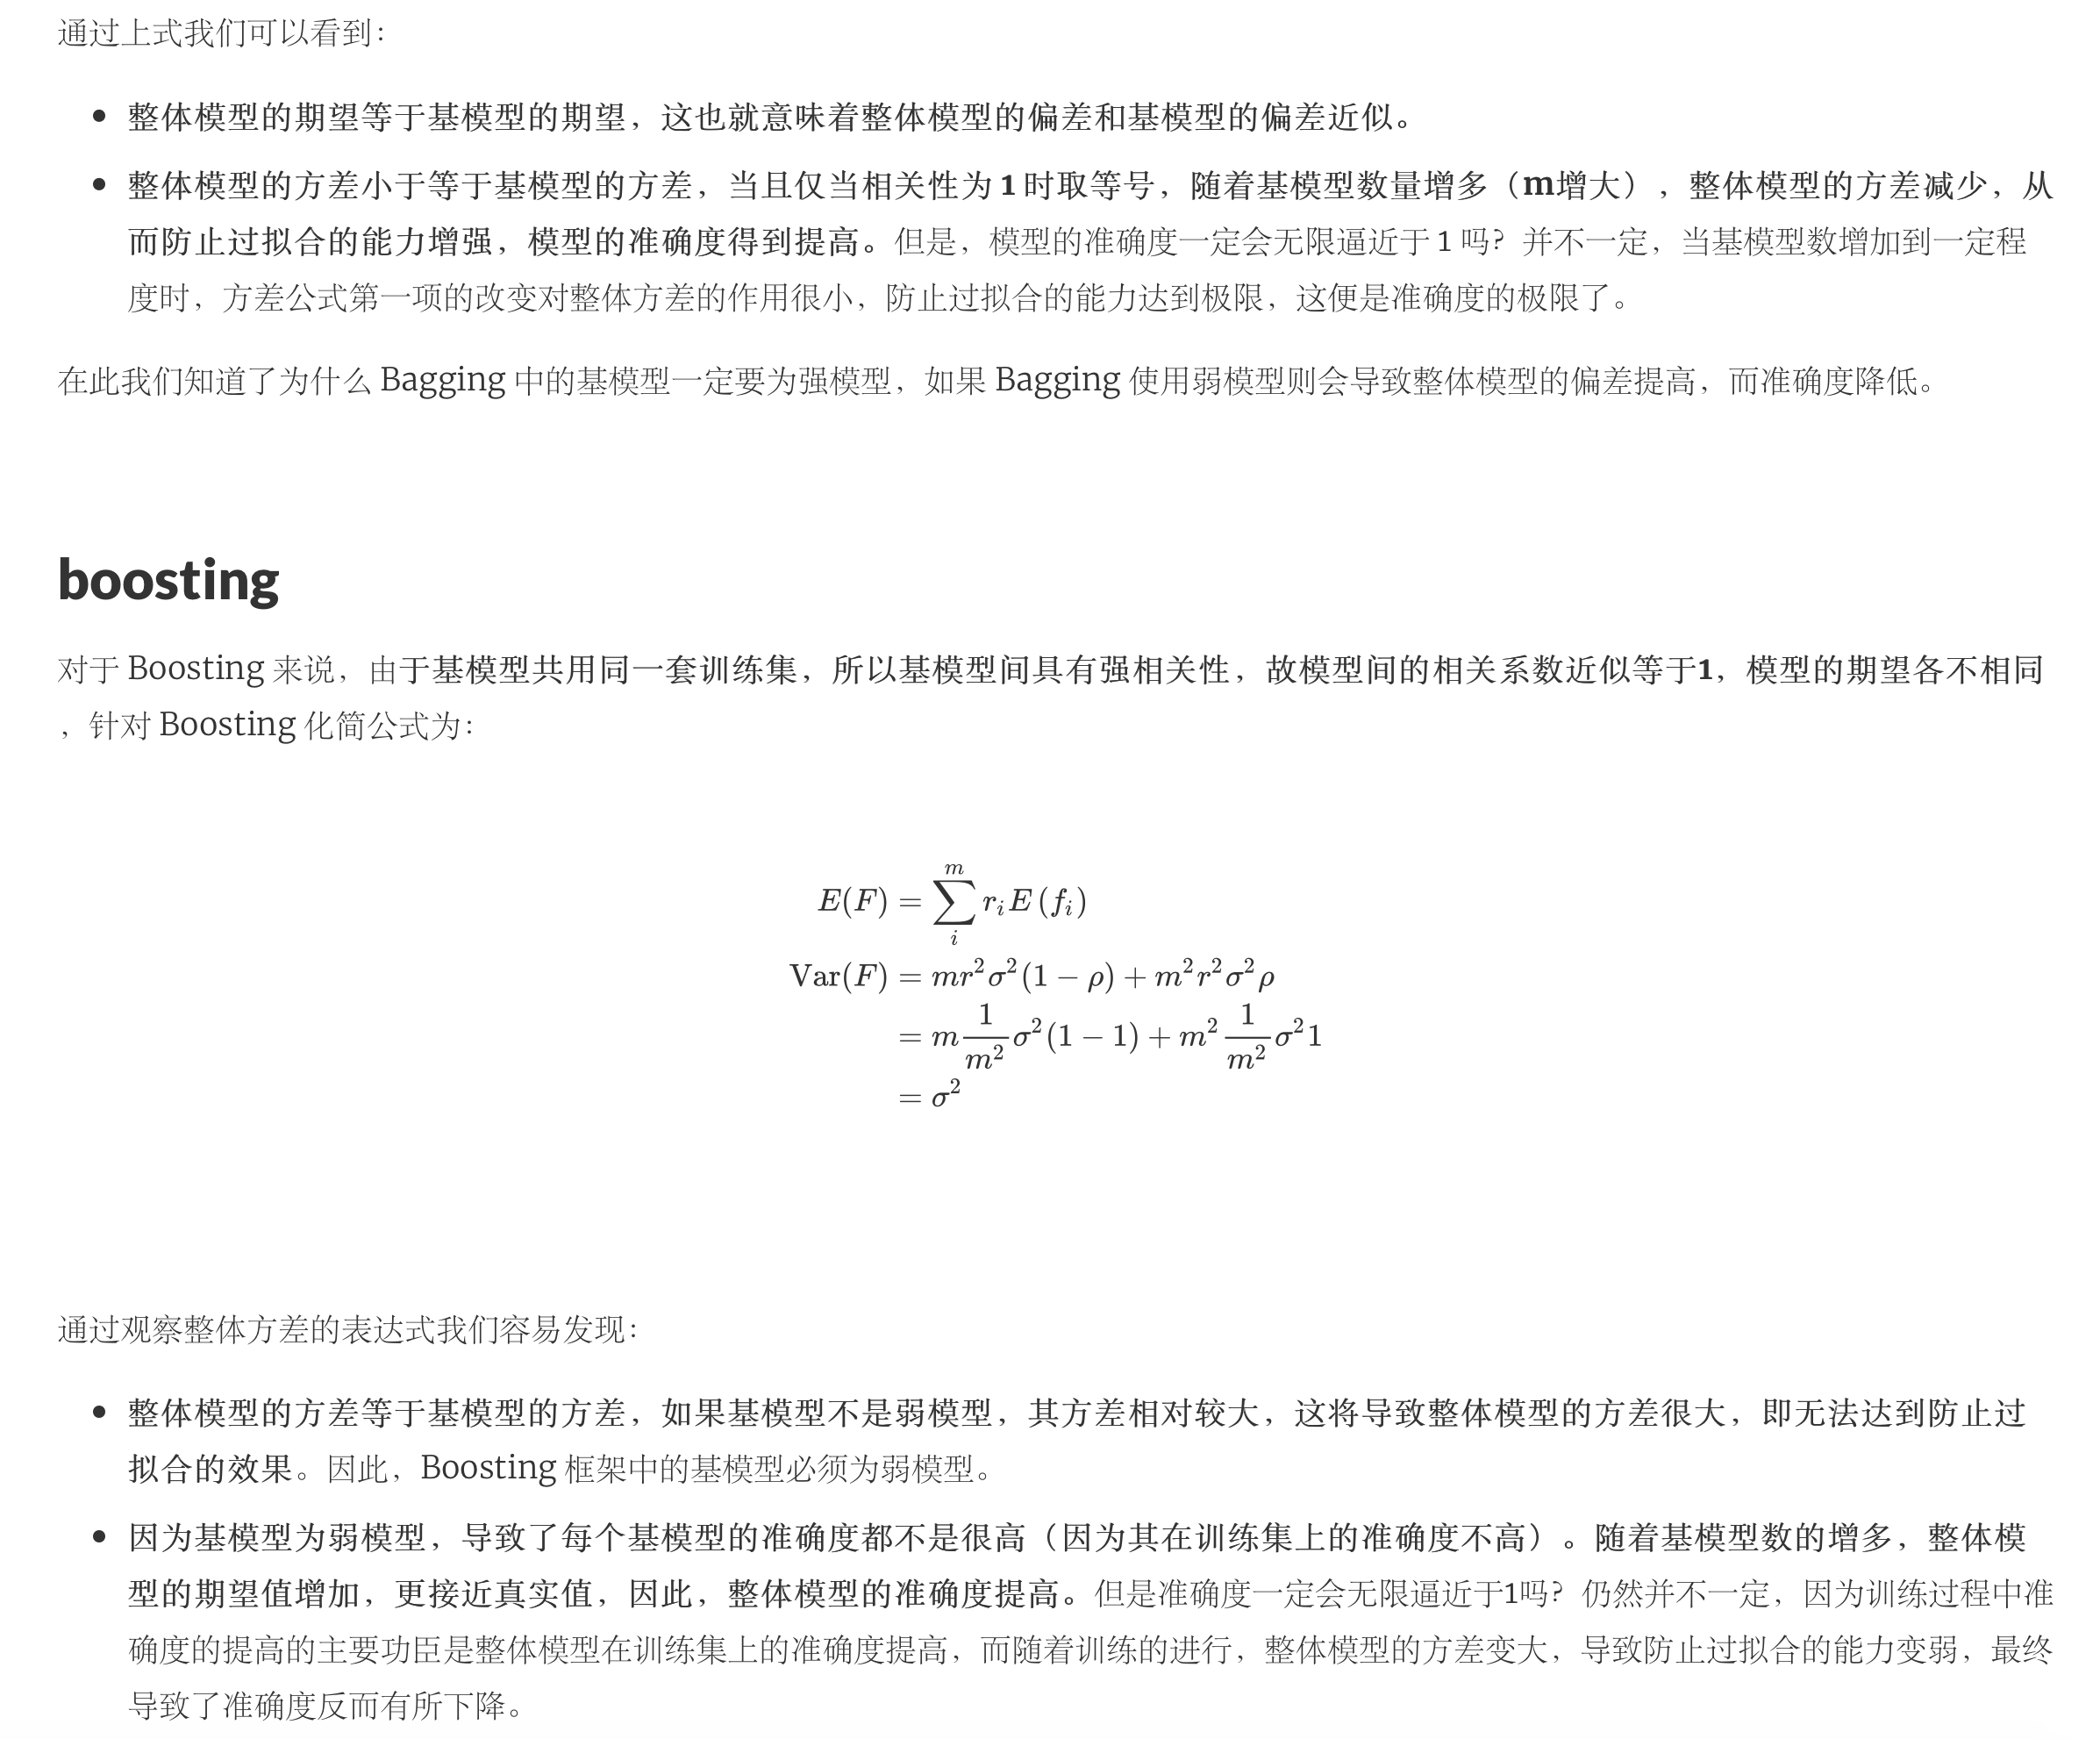 通过上式我们可以看到：
• 整体模型的期望等于基模型的期望，这也就意味着整体模型的偏差和基模型的偏差近似。
• 整体模型的方差小于等于基模型的方差，当且仅当相关性为 1 时取等号，随着基模型数量增多（m增大），整体模型的方差减少，从
而防止过拟合的能力增强，模型的准确度得到提高。但是，模型的准确度一定会无限逼近于 1 吗？并不一定，当基模型数增加到一定程
度时，方差公式第一项的改变对整体方差的作用很小，防止过拟合的能力达到极限，这便是准确度的极限了。
在此我们知道了为什么 Bagging 中的基模型一定要为强模型，如果 Bagging 使用弱模型则会导致整体模型的偏差提高，而准确度降低。
boosting
对于 Boosting 来说，由于基模型共用同一套训练集，所以基模型间具有强相关性，故模型间的相关系数近似等于1，模型的期望各不相同
，针对 Boosting 化简公式为：
$E(F) = \sum_{i}^{m} r_i E(f_i)$
$\mathrm{Var}(F) = mr^2\sigma^2(1-\rho) + m^2r^2\sigma^2\rho$
$= m\frac{1}{m^2}\sigma^2(1-1) + m^2\frac{1}{m^2}\sigma^2 1$
$= \sigma^2$
通过观察整体方差的表达式我们容易发现：
• 整体模型的方差等于基模型的方差，如果基模型不是弱模型，其方差相对较大，这将导致整体模型的方差很大，即无法达到防止过
拟合的效果。因此，Boosting 框架中的基模型必须为弱模型。
• 因为基模型为弱模型，导致了每个基模型的准确度都不是很高（因为其在训练集上的准确度不高）。随着基模型数的增多，整体模
型的期望值增加，更接近真实值，因此，整体模型的准确度提高。但是准确度一定会无限逼近于1吗？仍然并不一定，因为训练过程中准
确度的提高的主要功臣是整体模型在训练集上的准确度提高，而随着训练的进行，整体模型的方差变大，导致防止过拟合的能力变弱，最终
导致了准确度反而有所下降。